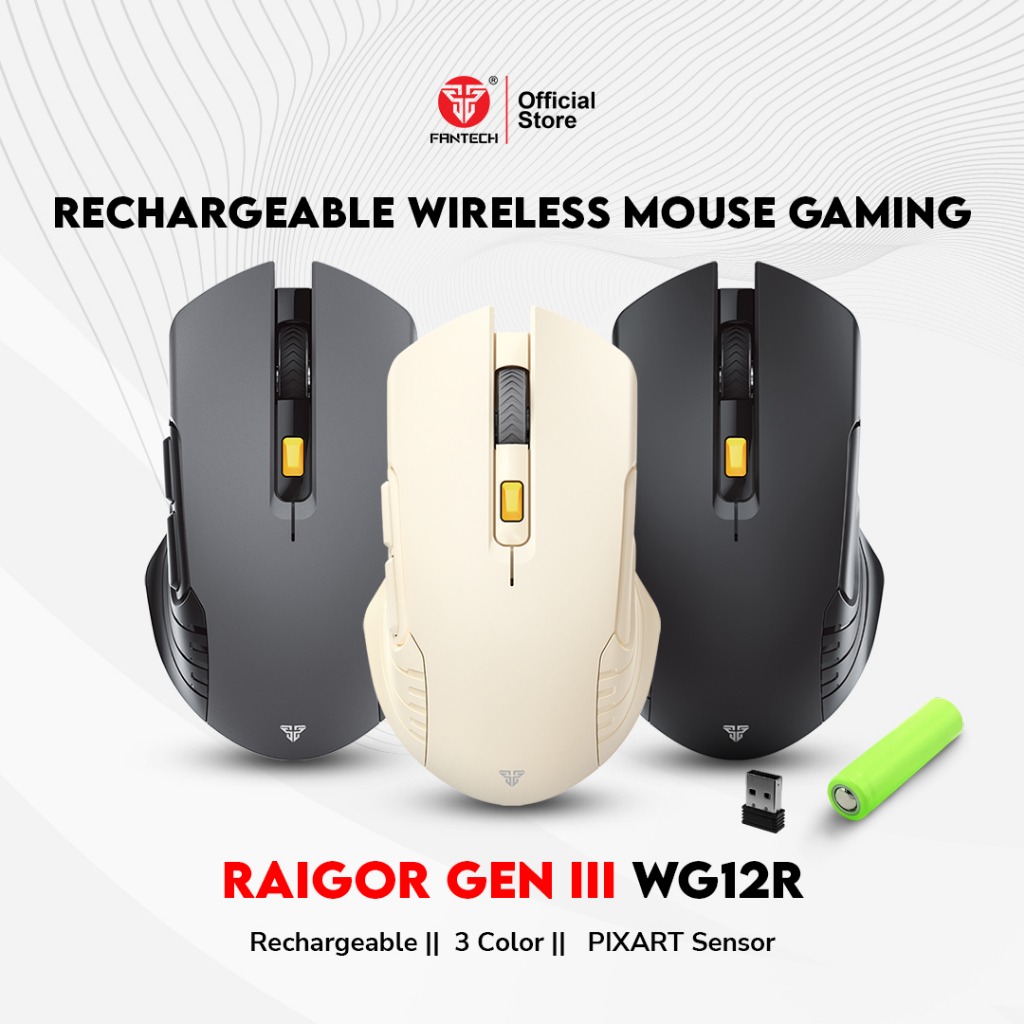 ®
FANTECH
Official
Store
RECHARGEABLE WIRELESS MOUSE GAMING
RAIGOR GEN III WG12R
Rechargeable || 3 Color || PIXART Sensor